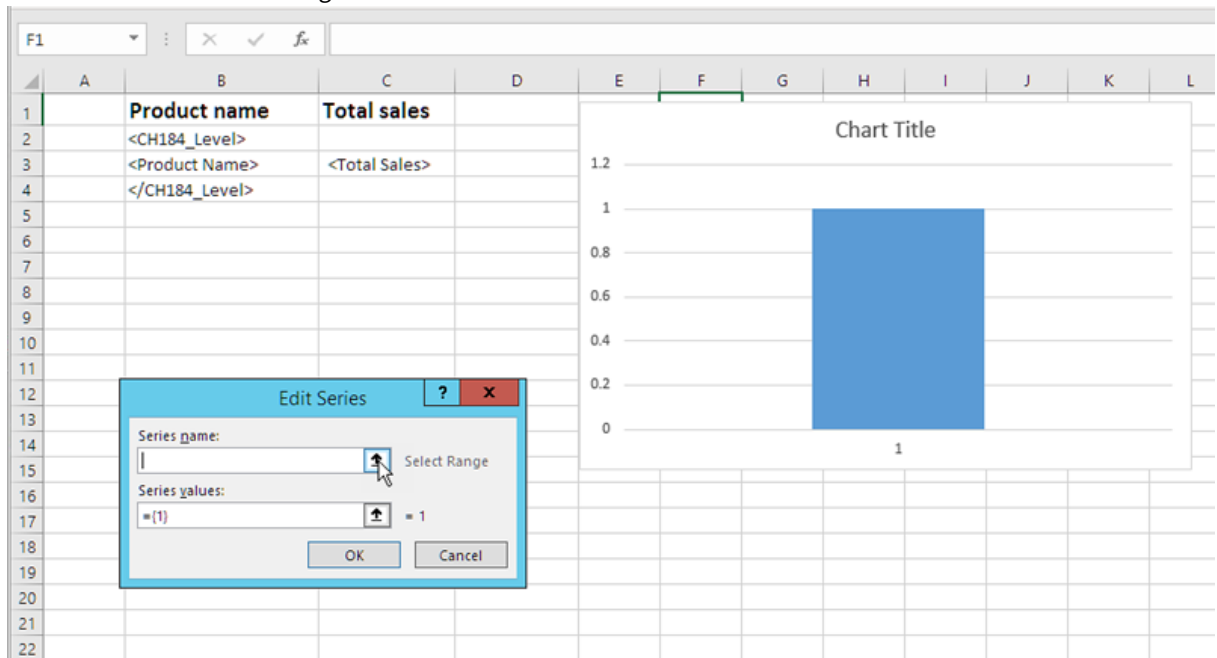 F1 fx
A B C D E F G H I J K L
1 Product name Total sales
2 <CH184_Level>
3 <Product Name> <Total Sales>
4 </CH184_Level>
5
6
7
8
9
10
11
12
13
14
15
16
17
18
19
20
21
22
Chart Title
1.2
1
0.8
0.6
0.4
0.2
0
1
Edit Series ? x
Series name:
Select Range
Series values:
={1} = 1
OK Cancel